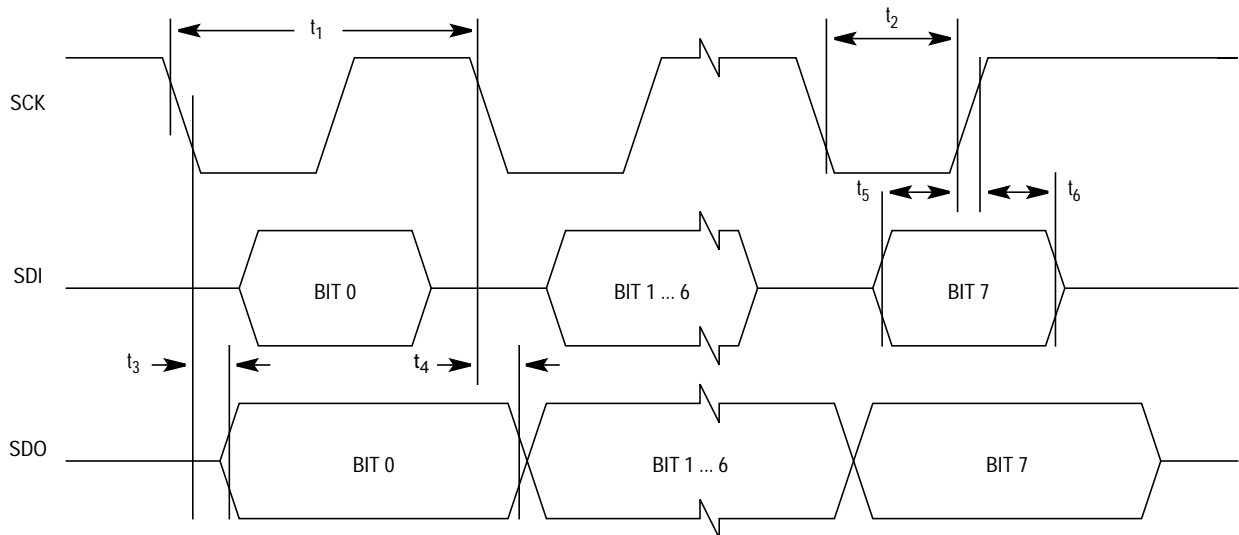 t1
t2
SCK
t5
t6
SDI
BIT 0
BIT 1 ... 6
BIT 7
t3
t4
SDO
BIT 0
BIT 1 ... 6
BIT 7